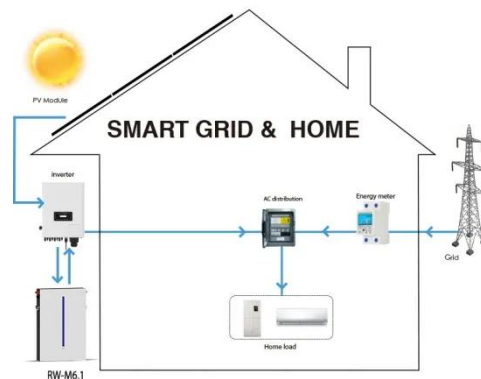 PV Module
SMART GRID & HOME
inverter
AC distribution
Energy meter
Grid
Home load
RW-M6.1